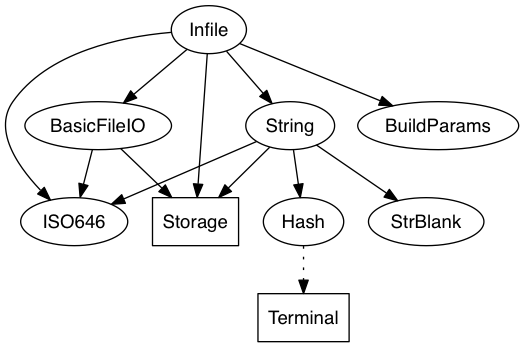 Infile
BasicFileIO
String
BuildParams
ISO646
Storage
Hash
StrBlank
Terminal